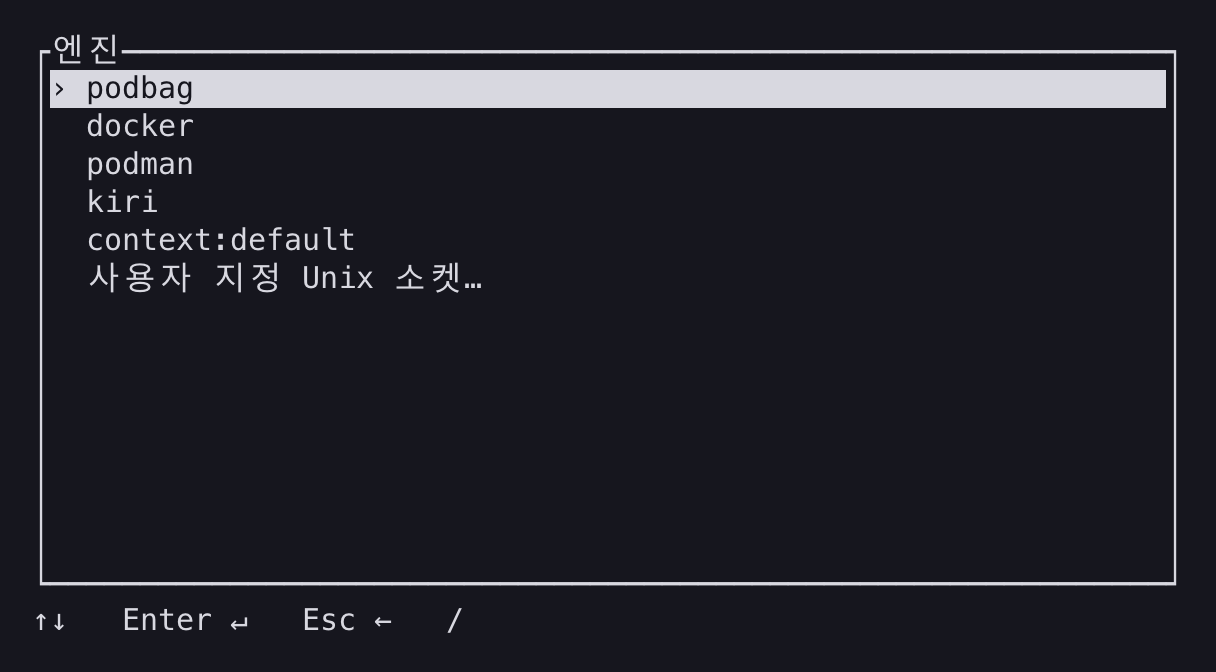 엔진
› podbag
docker
podman
kiri
context:default
사용자 지정 Unix 소켓…
↑↓ Enter ↵ Esc ← /